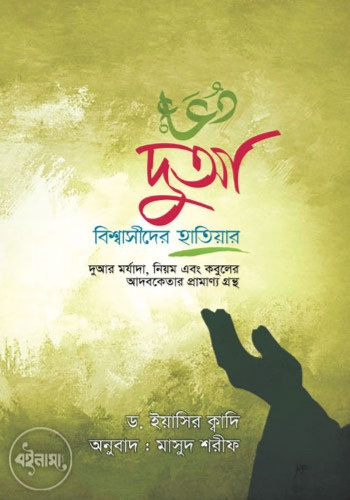 دعاء
দুআ
বিশ্বাসীদের হাতিয়ার
দুআর মর্যাদা, নিয়ম এবং কবুলের
আদবকেতার প্রামাণ্য গ্রন্থ
ড. ইয়াসির ক্বাদি
অনুবাদ : মাসুদ শরীফ
বইনামা